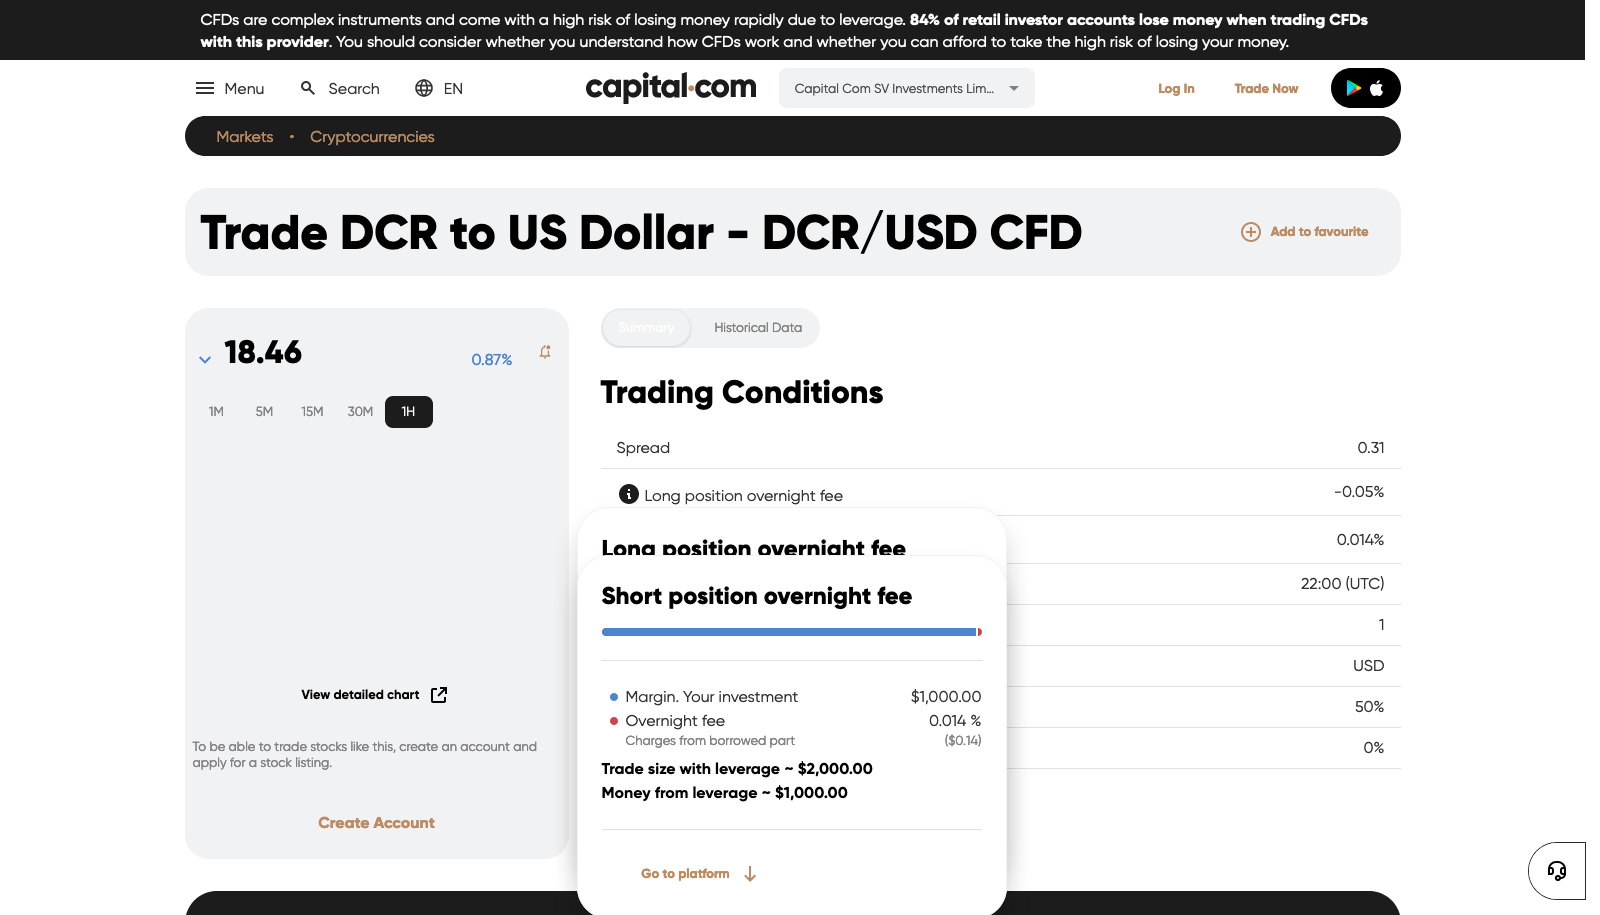 CFDs are complex instruments and come with a high risk of losing money rapidly due to leverage. 84% of retail investor accounts lose money when trading CFDs
with this provider. You should consider whether you understand how CFDs work and whether you can afford to take the high risk of losing your money.
Menu Search EN capital.com Capital Com SV Investments Lim... Log In Trade Now
Markets • Cryptocurrencies
Trade DCR to US Dollar - DCR/USD CFD Add to favourite
18.46 0.87%
1M 5M 15M 30M 1H
View detailed chart
To be able to trade stocks like this, create an account and
apply for a stock listing.
Create Account
Summary Historical Data
Trading Conditions
Spread 0.31
Long position overnight fee -0.05%
0.014%
22:00 (UTC)
1
USD
50%
0%
Long position overnight fee
Short position overnight fee
Margin. Your investment $1,000.00
Overnight fee 0.014 %
Charges from borrowed part ($0.14)
Trade size with leverage ~ $2,000.00
Money from leverage ~ $1,000.00
Go to platform